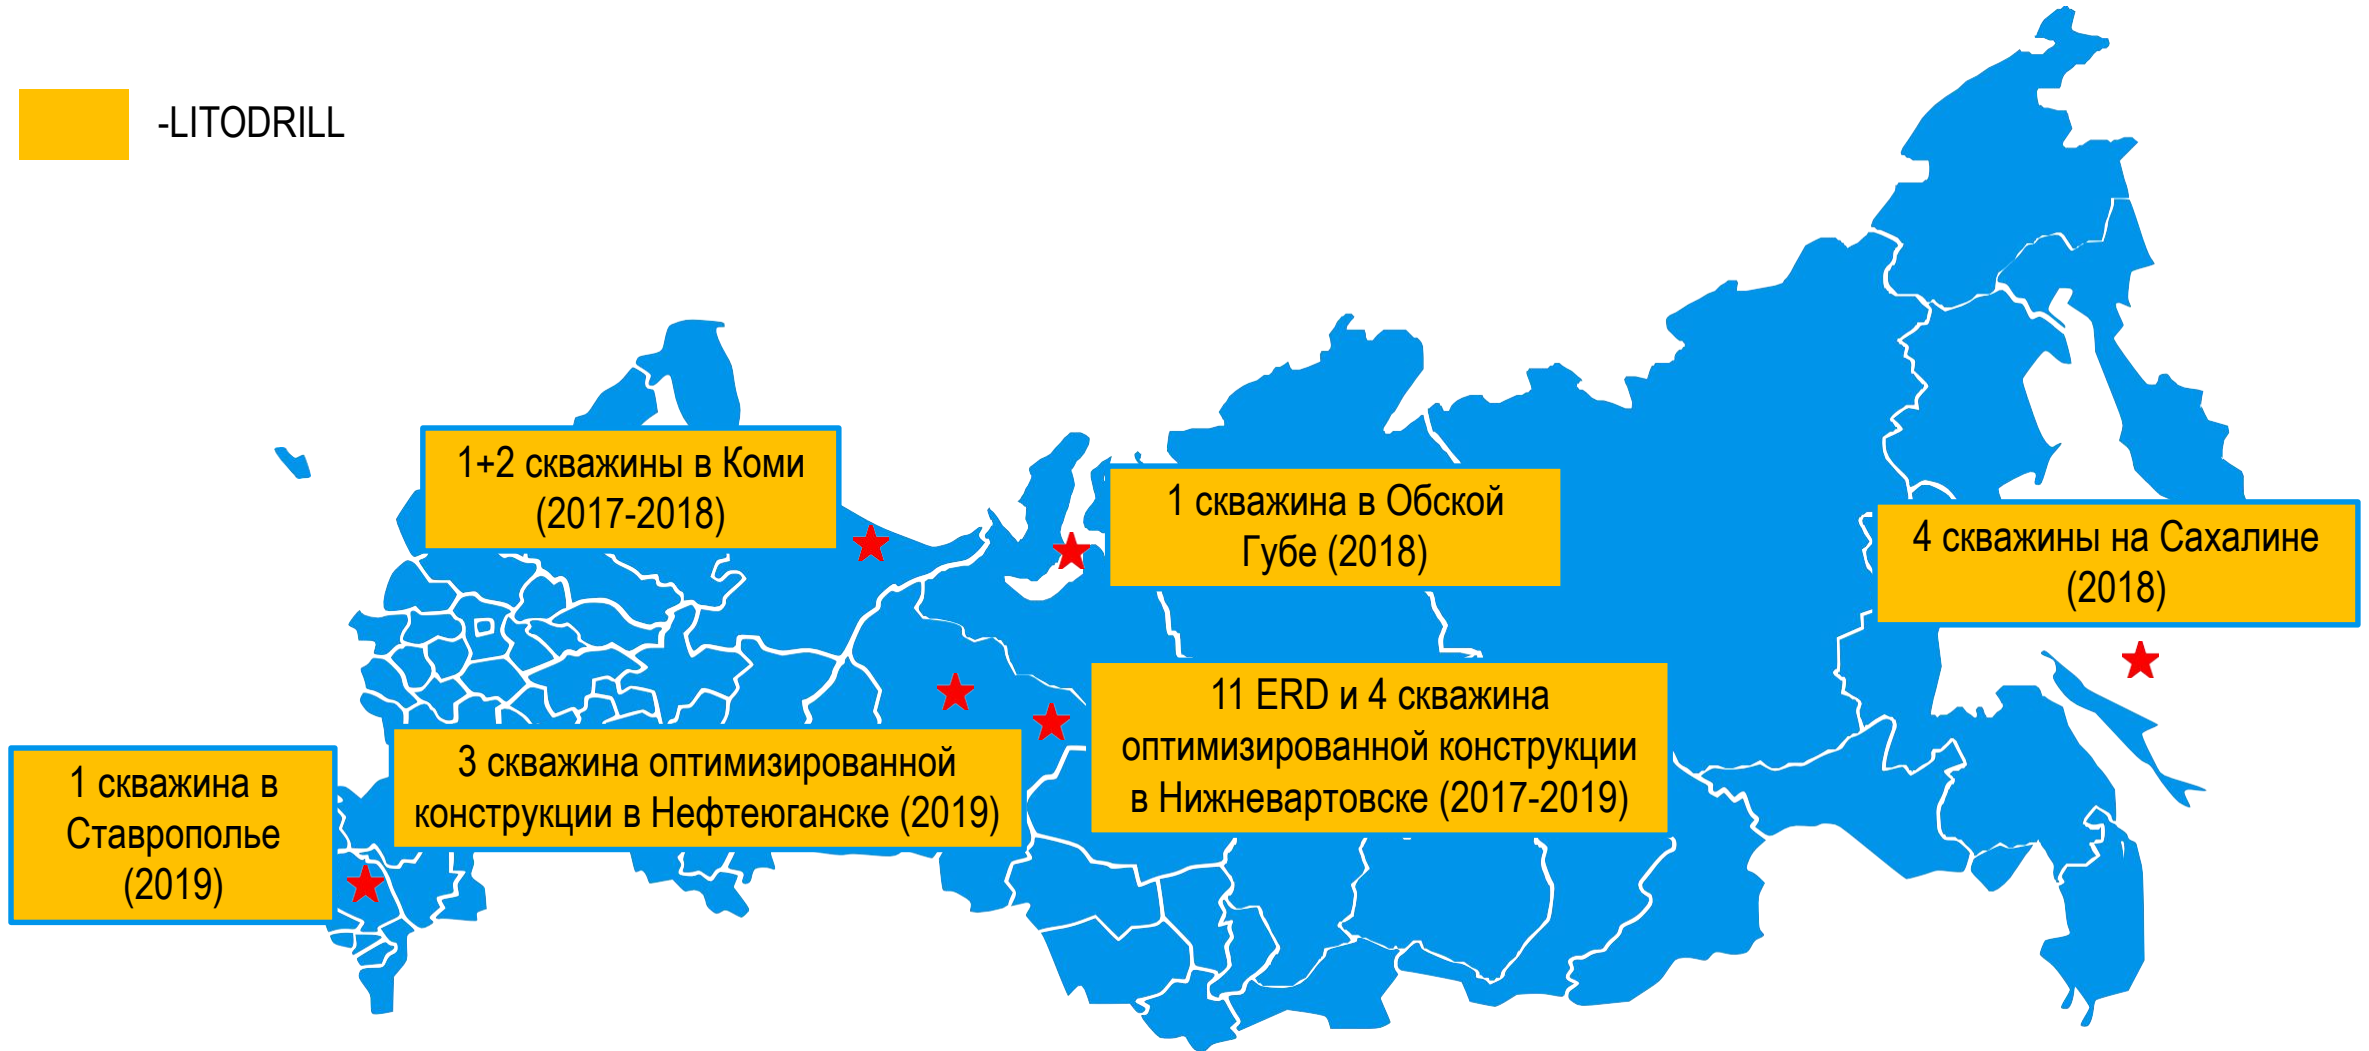 -LITODRILL
1+2 скважины в Коми
(2017-2018)
1 скважина в Обской
Губе (2018)
4 скважины на Сахалине
(2018)
11 ERD и 4 скважина
оптимизированной конструкции
в Нижневартовске (2017-2019)
3 скважина оптимизированной
конструкции в Нефтеюганске (2019)
1 скважина в
Ставрополье
(2019)